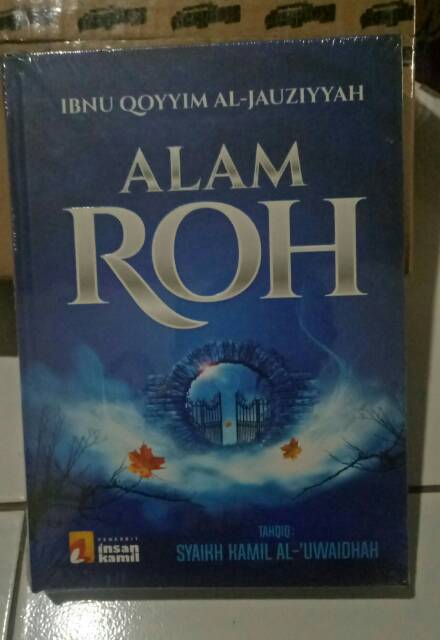 IBNU QOYYIM AL-JAUZIYYAH
ALAM
ROH
TAHQIQ :
SYAIKH KAMIL AL-'UWAIDHAH
PENERBIT
insan
kamil